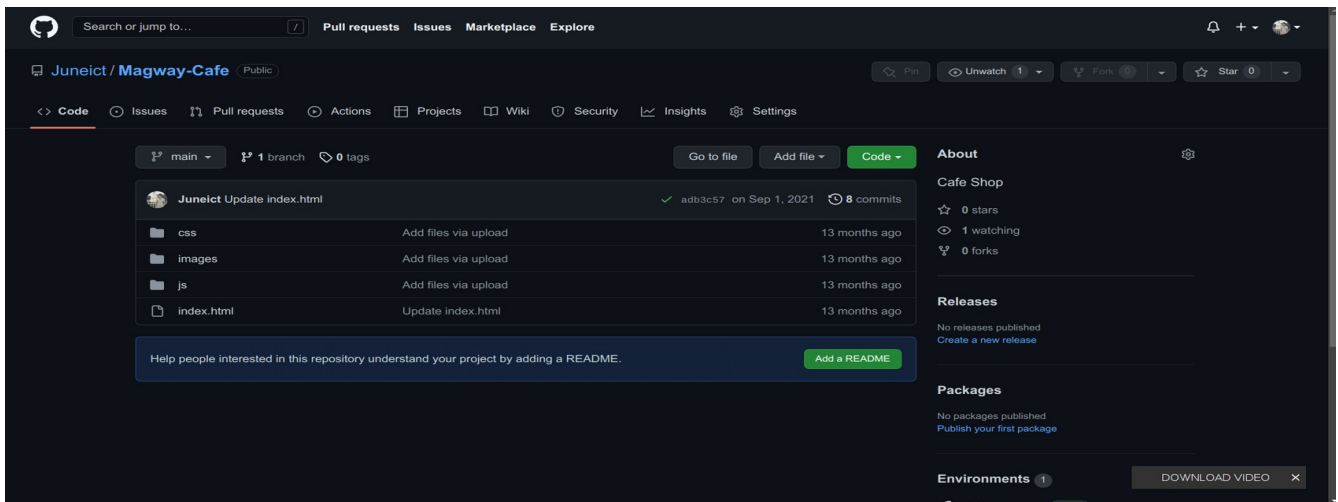 Search or jump to... / Pull requests Issues Marketplace Explore
Juneict / Magway-Cafe Public Pin Unwatch 1 Fork 0 Star 0
<> Code Issues Pull requests Actions Projects Wiki Security Insights Settings
main 1 branch 0 tags Go to file Add file Code
Juneict Update index.html adb3c57 on Sep 1, 2021 8 commits
css Add files via upload 13 months ago
images Add files via upload 13 months ago
js Add files via upload 13 months ago
index.html Update index.html 13 months ago
Help people interested in this repository understand your project by adding a README. Add a README
About
Cafe Shop
0 stars
1 watching
0 forks
Releases
No releases published
Create a new release
Packages
No packages published
Publish your first package
Environments 1
DOWNLOAD VIDEO ×